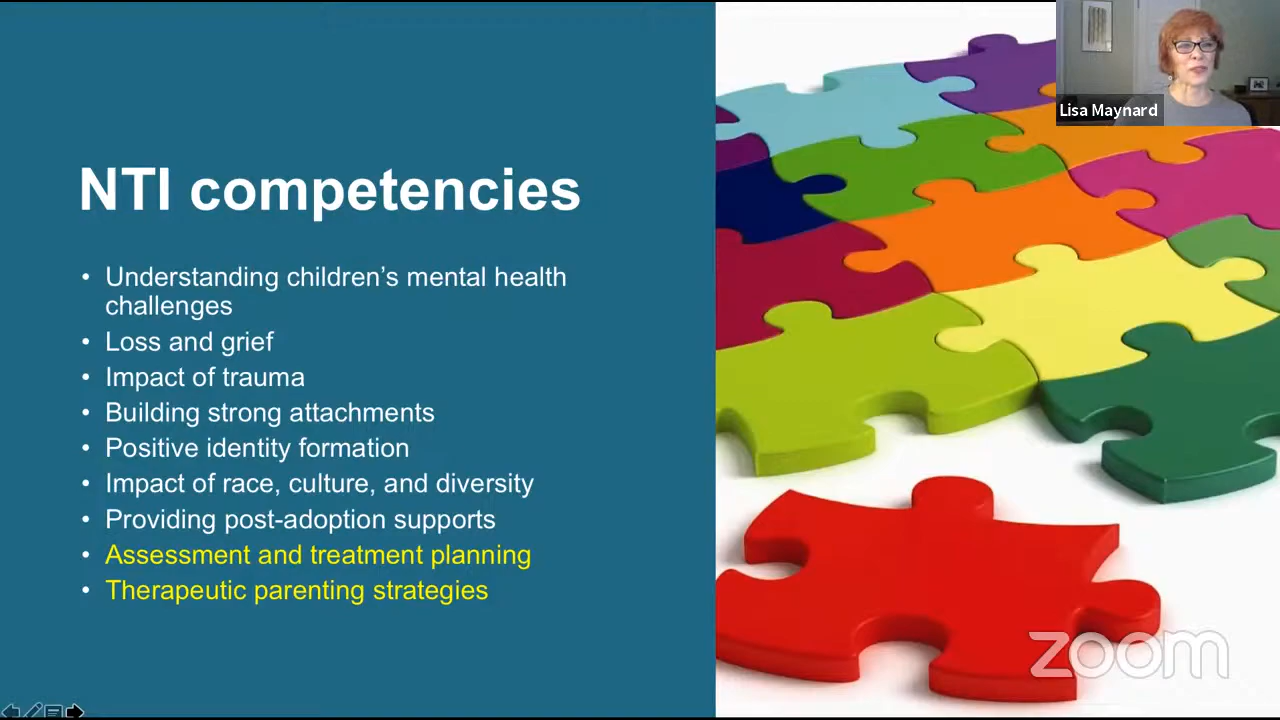 Lisa Maynard
NTI competencies
• Understanding children’s mental health
challenges
• Loss and grief
• Impact of trauma
• Building strong attachments
• Positive identity formation
• Impact of race, culture, and diversity
• Providing post-adoption supports
• Assessment and treatment planning
• Therapeutic parenting strategies
zoom